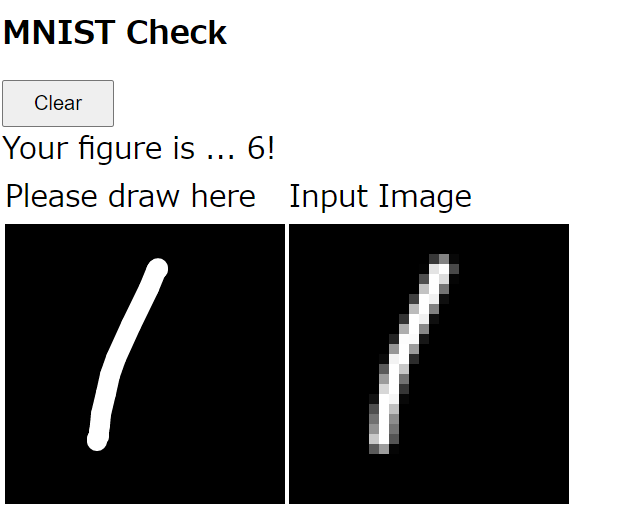 MNIST Check
Clear
Your figure is ... 6!
Please draw here Input Image